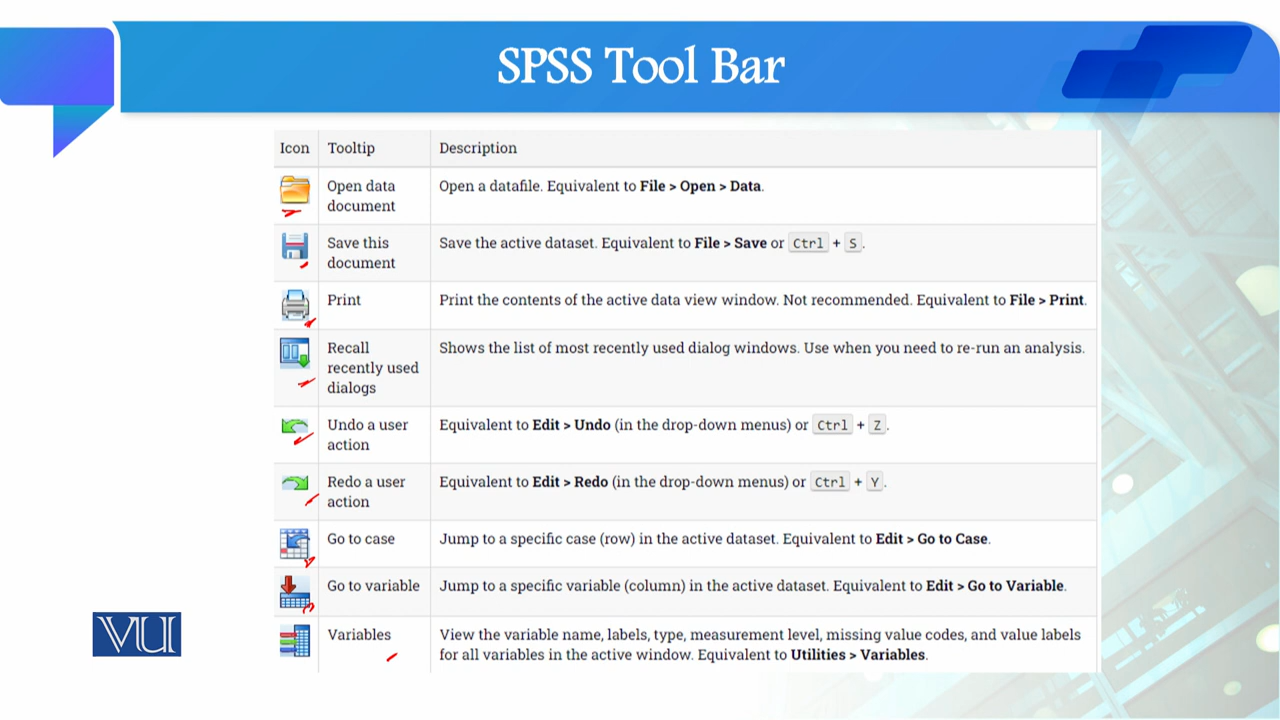 SPSS Tool Bar
Icon Tooltip Description
Open data Open a datafile. Equivalent to File > Open > Data.
document
Save this Save the active dataset. Equivalent to File > Save or Ctrl + S.
document
Print Print the contents of the active data view window. Not recommended. Equivalent to File > Print.
Recall Shows the list of most recently used dialog windows. Use when you need to re-run an analysis.
recently used
dialogs
Undo a user Equivalent to Edit > Undo (in the drop-down menus) or Ctrl + Z.
action
Redo a user Equivalent to Edit > Redo (in the drop-down menus) or Ctrl + Y.
action
Go to case Jump to a specific case (row) in the active dataset. Equivalent to Edit > Go to Case.
Go to variable Jump to a specific variable (column) in the active dataset. Equivalent to Edit > Go to Variable.
Variables View the variable name, labels, type, measurement level, missing value codes, and value labels
for all variables in the active window. Equivalent to Utilities > Variables.
VU